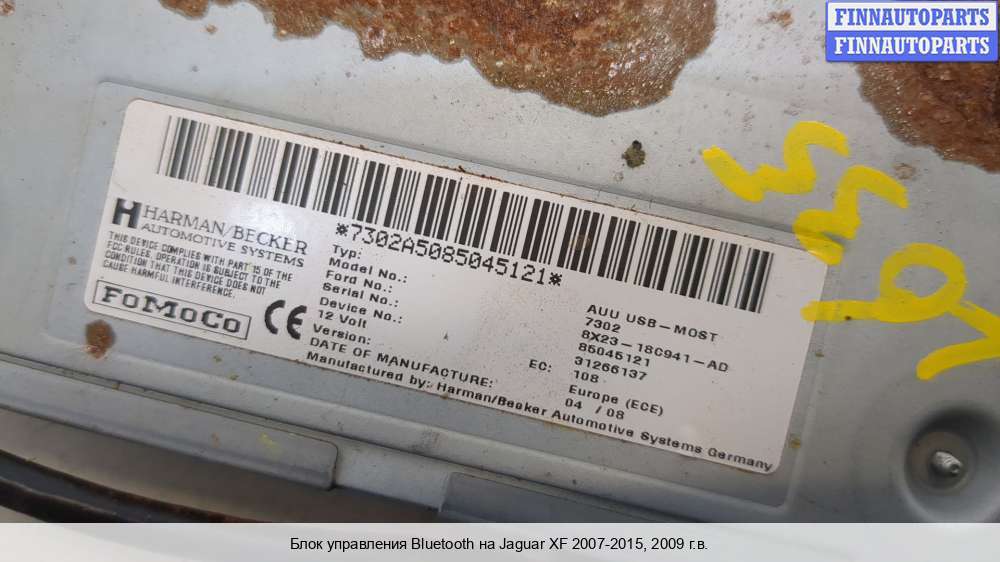 FINNAUTOPARTS
FINNAUTOPARTS
*7302A5085045121*
HARMAN/BECKER
AUTOMOTIVE SYSTEMS
THIS DEVICE COMPLIES WITH PART 15 OF THE
FCC RULES. OPERATION IS SUBJECT TO THE
CONDITION THAT THIS DEVICE DOES NOT
CAUSE HARMFUL INTERFERENCE
FoMoCo
CE
Typ: AUU USB-MOST
Model No.: 7302
Ford No.: 8X23-18C941-AD
Serial No.: 85045121
Device No.: 31266137
12 Volt EC: 108
Version: Europe (ECE)
DATE OF MANUFACTURE: 04 / 08
Manufactured by: Harman/Becker Automotive Systems Germany
Блок управления Bluetooth на Jaguar XF 2007-2015, 2009 г.в.